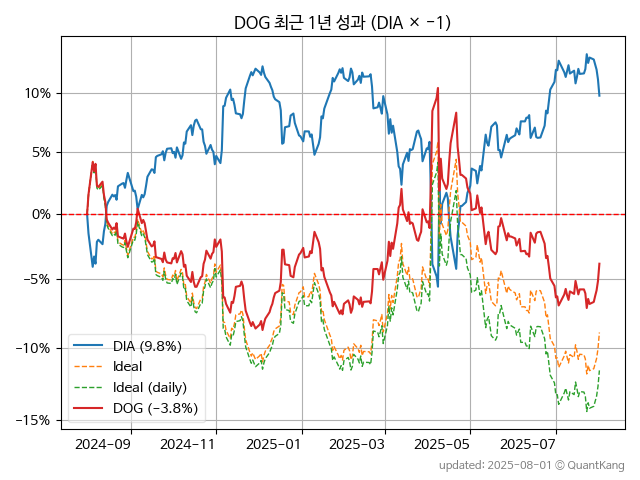 DOG 최근 1년 성과 (DIA × −1)
10%
5%
0%
−5%
−10%
−15%
DIA (9.8%)
Ideal
Ideal (daily)
DOG (−3.8%)
2024-09
2024-11
2025-01
2025-03
2025-05
2025-07
updated: 2025-08-01 © QuantKang